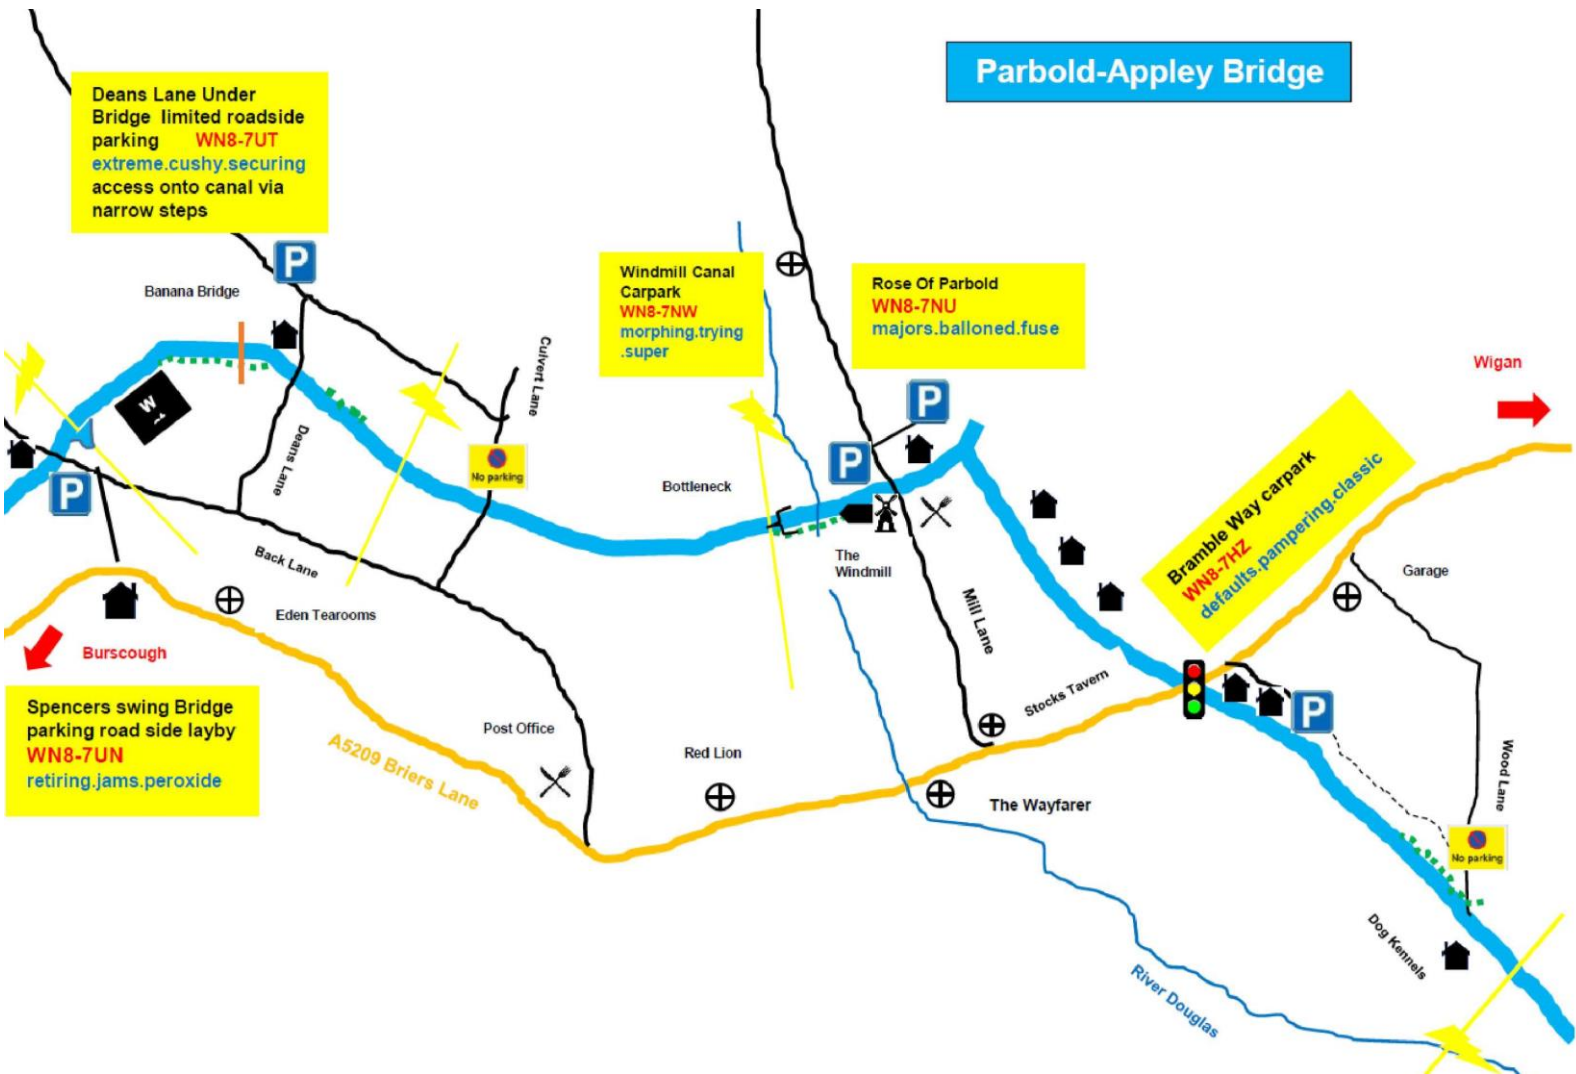 Parbold-Appley Bridge
Deans Lane Under
Bridge limited roadside
parking WN8-7UT
extreme.cushy.securing
access onto canal via
narrow steps
P
Banana Bridge
Windmill Canal
Carpark
WN8-7NW
morphing.trying
.super
Rose Of Parbold
WN8-7NU
majors.balloned.fuse
Wigan
Culvert Lane
W
P
P
Deans Lane
No parking
Bottleneck
P
Bramble Way carpark
WN8-7HZ
defaults.pampering.classic
Back Lane
The
Windmill
Garage
Eden Tearooms
Mill Lane
Burscough
Stocks Tavern
Spencers swing Bridge
parking road side layby
WN8-7UN
retiring.jams.peroxide
P
Post Office
A5209 Briers Lane
Red Lion
The Wayfarer
Wood Lane
No parking
Dog Kennels
River Douglas